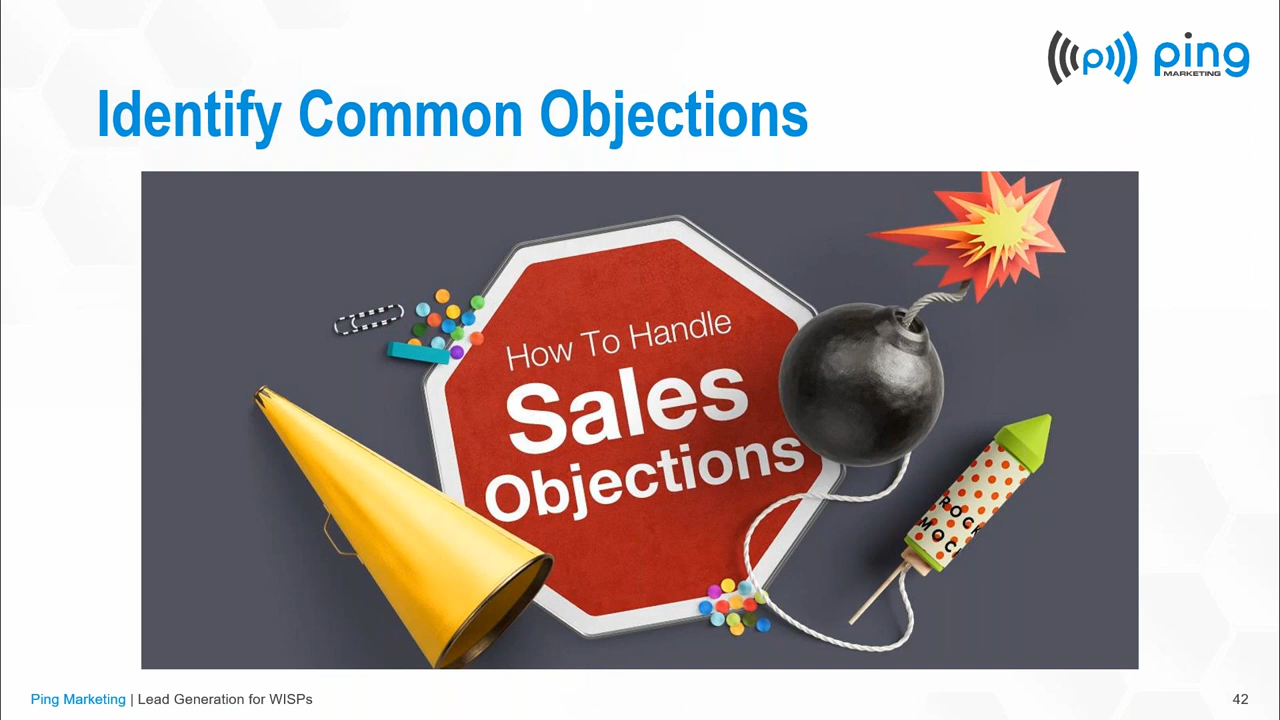 ping
MARKETING
Identify Common Objections
How To Handle
Sales
Objections
Ping Marketing | Lead Generation for WISPs
42